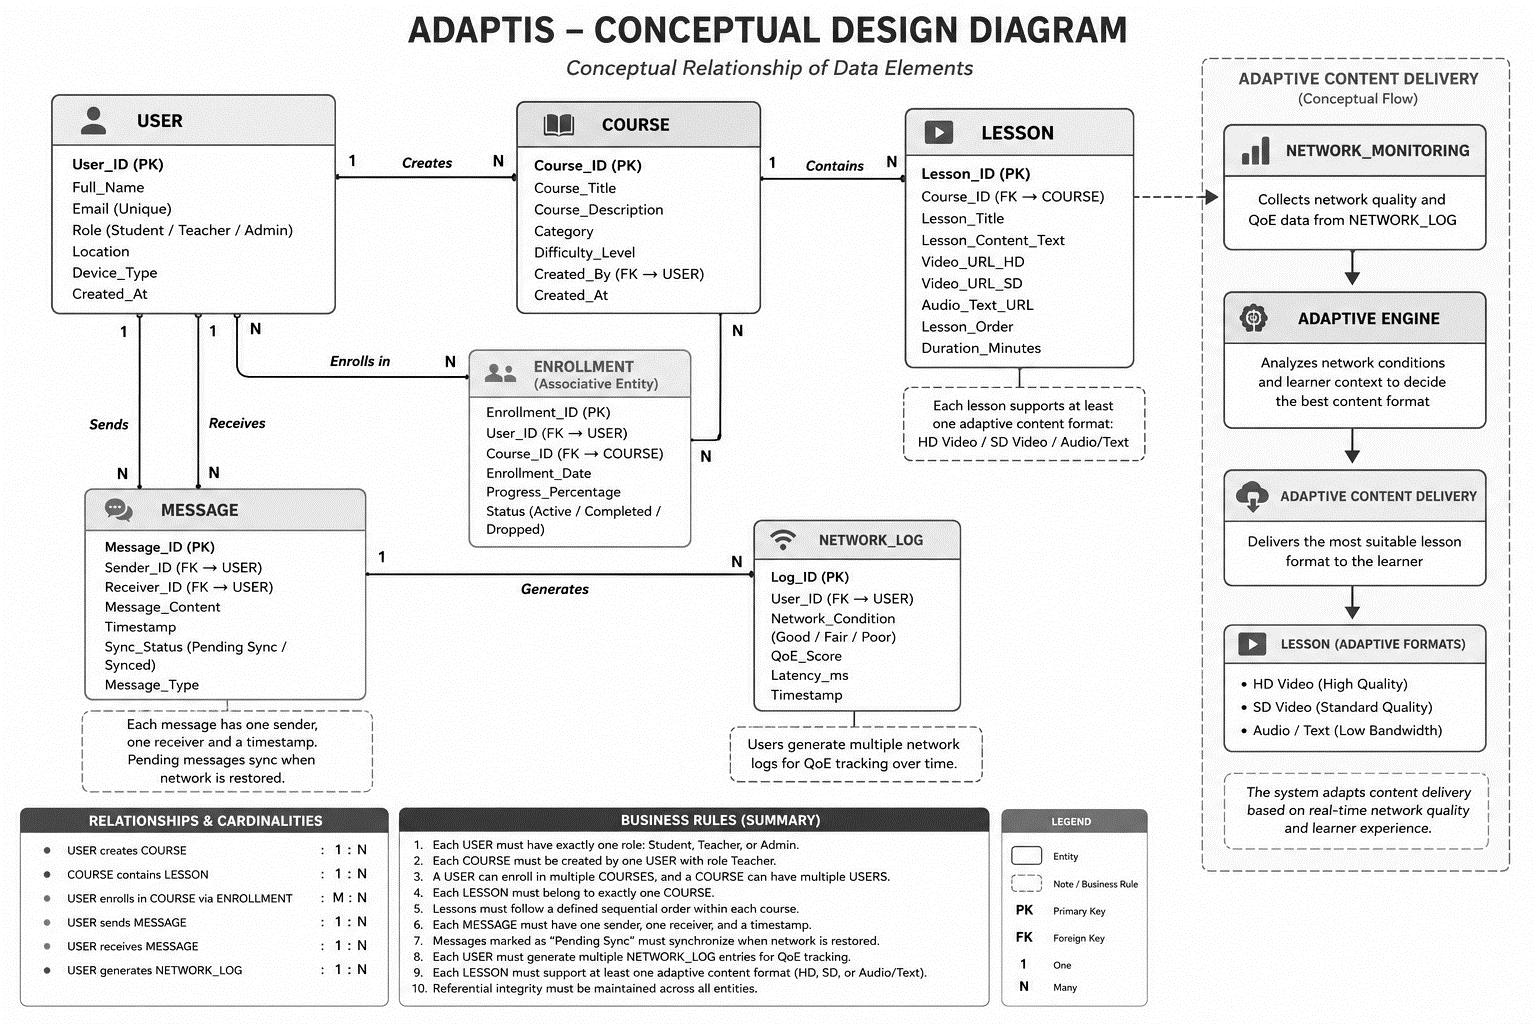 ADAPTIS – CONCEPTUAL DESIGN DIAGRAM
Conceptual Relationship of Data Elements
USER
User_ID (PK)
Full_Name
Email (Unique)
Role (Student / Teacher / Admin)
Location
Device_Type
Created_At
1
Creates
N
COURSE
Course_ID (PK)
Course_Title
Course_Description
Category
Difficulty_Level
Created_By (FK → USER)
Created_At
1
Contains
N
LESSON
Lesson_ID (PK)
Course_ID (FK → COURSE)
Lesson_Title
Lesson_Content_Text
Video_URL_HD
Video_URL_SD
Audio_Text_URL
Lesson_Order
Duration_Minutes
Each lesson supports at least
one adaptive content format:
HD Video / SD Video / Audio/Text
1
1
N
Enrolls in
N
N
N
Sends
Receives
N
N
ENROLLMENT
(Associative Entity)
Enrollment_ID (PK)
User_ID (FK → USER)
Course_ID (FK → COURSE)
Enrollment_Date
Progress_Percentage
Status (Active / Completed /
Dropped)
MESSAGE
Message_ID (PK)
Sender_ID (FK → USER)
Receiver_ID (FK → USER)
Message_Content
Timestamp
Sync_Status (Pending Sync /
Synced)
Message_Type
Each message has one sender,
one receiver and a timestamp.
Pending messages sync when
network is restored.
1
Generates
N
NETWORK_LOG
Log_ID (PK)
User_ID (FK → USER)
Network_Condition
(Good / Fair / Poor)
QoE_Score
Latency_ms
Timestamp
Users generate multiple network
logs for QoE tracking over time.
ADAPTIVE CONTENT DELIVERY
(Conceptual Flow)
NETWORK_MONITORING
Collects network quality and
QoE data from NETWORK_LOG
ADAPTIVE ENGINE
Analyzes network conditions
and learner context to decide
the best content format
ADAPTIVE CONTENT DELIVERY
Delivers the most suitable lesson
format to the learner
LESSON (ADAPTIVE FORMATS)
• HD Video (High Quality)
• SD Video (Standard Quality)
• Audio / Text (Low Bandwidth)
The system adapts content delivery
based on real-time network quality
and learner experience.
RELATIONSHIPS & CARDINALITIES
• USER creates COURSE : 1 : N
• COURSE contains LESSON : 1 : N
• USER enrolls in COURSE via ENROLLMENT : M : N
• USER sends MESSAGE : 1 : N
• USER receives MESSAGE : 1 : N
• USER generates NETWORK_LOG : 1 : N
BUSINESS RULES (SUMMARY)
1. Each USER must have exactly one role: Student, Teacher, or Admin.
2. Each COURSE must be created by one USER with role Teacher.
3. A USER can enroll in multiple COURSES, and a COURSE can have multiple USERS.
4. Each LESSON must belong to exactly one COURSE.
5. Lessons must follow a defined sequential order within each course.
6. Each MESSAGE must have one sender, one receiver, and a timestamp.
7. Messages marked as “Pending Sync” must synchronize when network is restored.
8. Each USER must generate multiple NETWORK_LOG entries for QoE tracking.
9. Each LESSON must support at least one adaptive content format (HD, SD, or Audio/Text).
10. Referential integrity must be maintained across all entities.
LEGEND
Entity
Note / Business Rule
PK Primary Key
FK Foreign Key
1 One
N Many